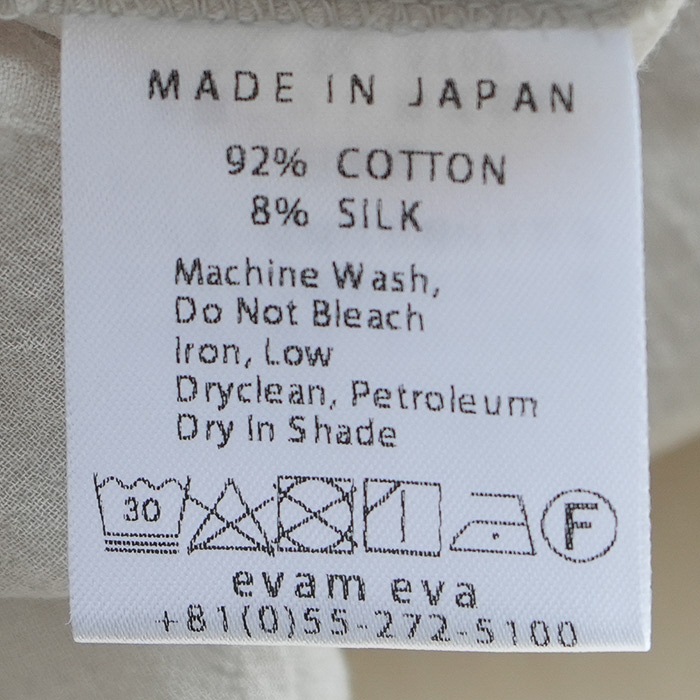 MADE IN JAPAN
92% COTTON
8% SILK
Machine Wash,
Do Not Bleach
Iron, Low
Dryclean, Petroleum
Dry In Shade
30 F
evam eva
+81(0)55-272-5100